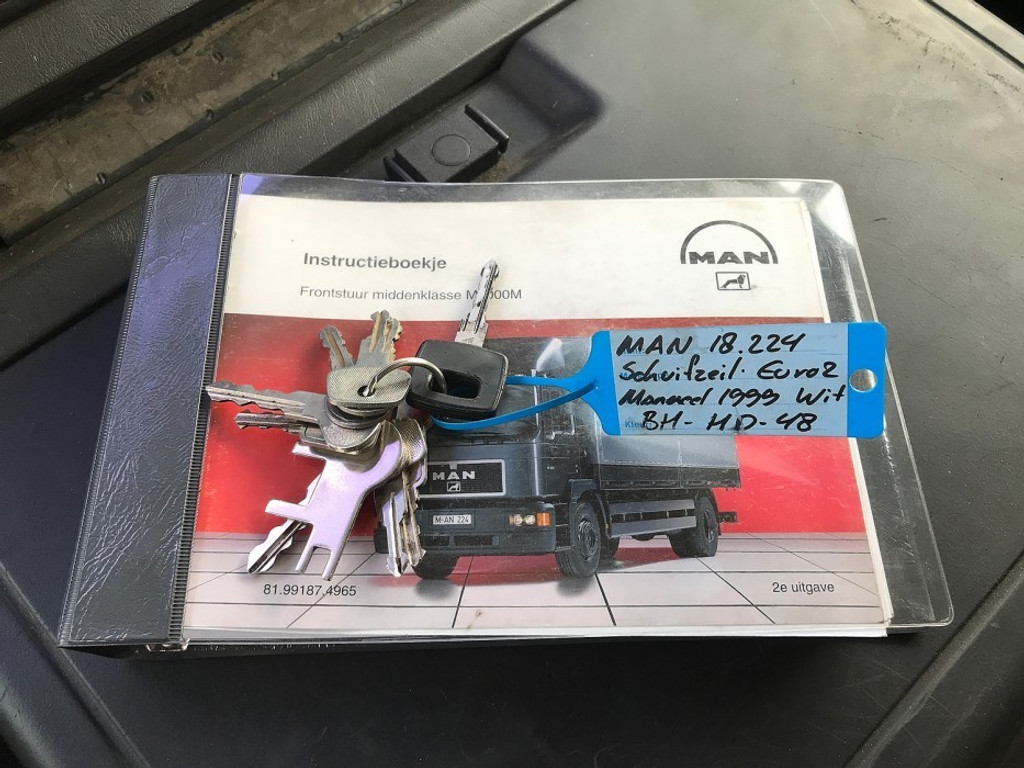 Instructieboekje
MAN
Frontstuur middenklasse M2000M
MAN 18.224
Schuifzeil. Euro2
Manueel 1999 Wit
BH-HD-48
MAN
M-AN 224
81.99187.4965
2e uitgave